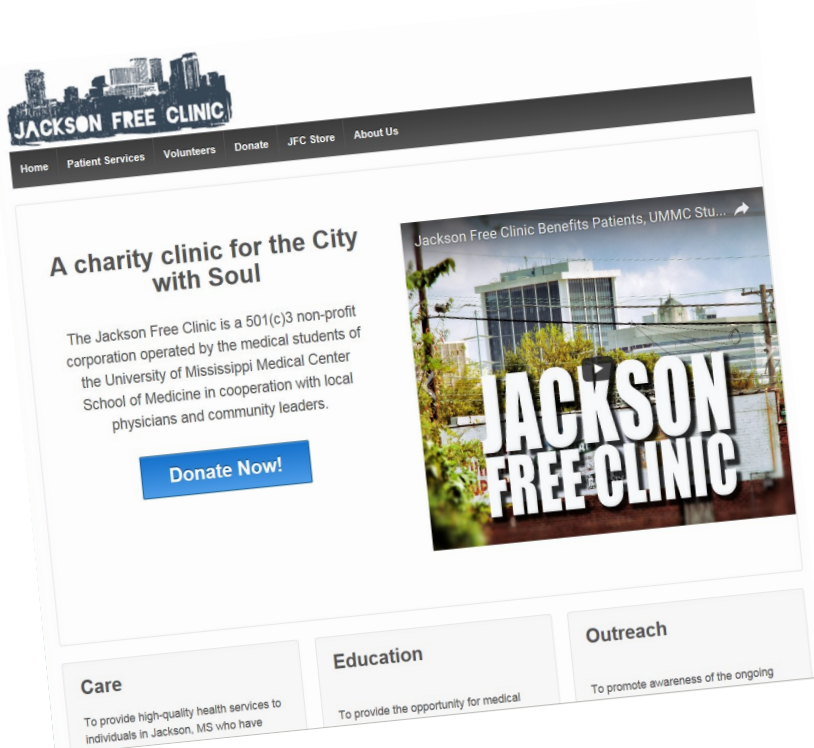 JACKSON FREE CLINIC
Home Patient Services Volunteers Donate JFC Store About Us
A charity clinic for the City
with Soul
The Jackson Free Clinic is a 501(c)3 non-profit
corporation operated by the medical students of
the University of Mississippi Medical Center
School of Medicine in cooperation with local
physicians and community leaders.
Donate Now!
Jackson Free Clinic Benefits Patients, UMMC Stu...
JACKSON
FREE CLINIC
Care
To provide high-quality health services to
individuals in Jackson, MS who have
Education
To provide the opportunity for medical
Outreach
To promote awareness of the ongoing